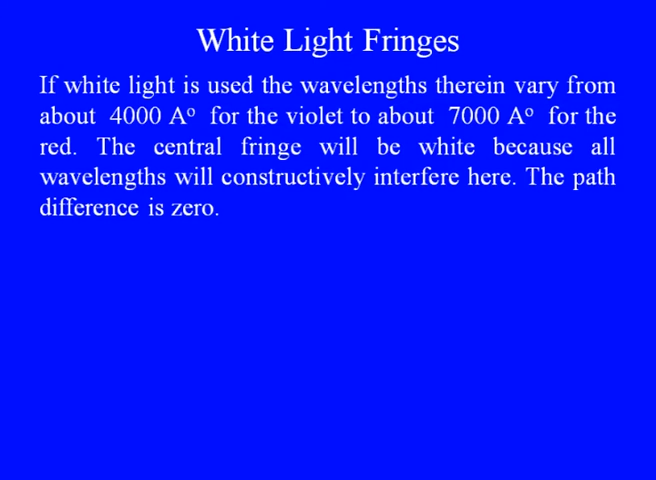 White Light Fringes
If white light is used the wavelengths therein vary from
about 4000 Aº for the violet to about 7000 Aº for the
red. The central fringe will be white because all
wavelengths will constructively interfere here. The path
difference is zero.